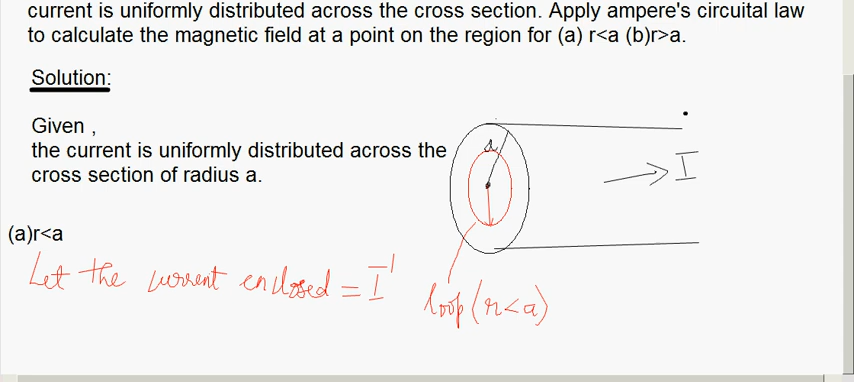 current is uniformly distributed across the cross section. Apply ampere's circuital law
to calculate the magnetic field at a point on the region for (a) r<a (b)r>a.
Solution:
Given ,
the current is uniformly distributed across the
cross section of radius a.
a
I
(a)r<a
Let the current enclosed = I'
loop (r<a)